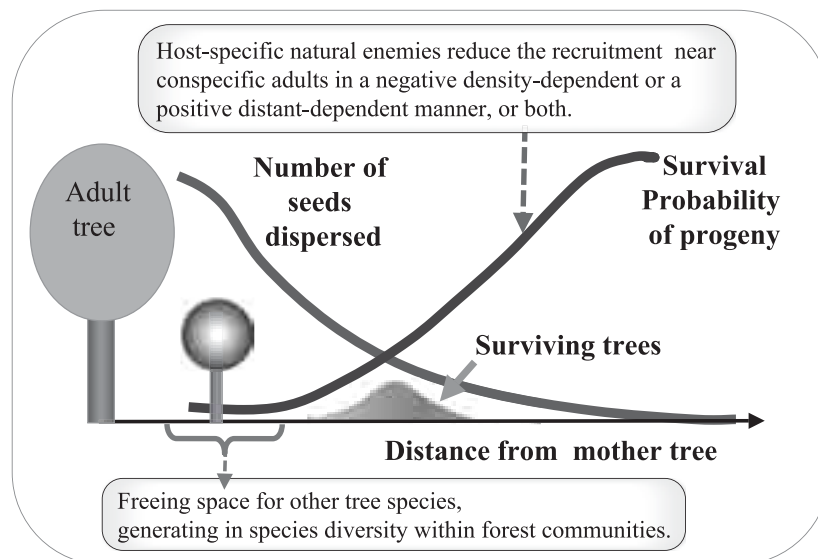 Host-specific natural enemies reduce the recruitment near
conspecific adults in a negative density-dependent or a
positive distant-dependent manner, or both.
Adult
tree
Number of
seeds
dispersed
Survival
Probability
of progeny
Surviving trees
Distance from mother tree
Freeing space for other tree species,
generating in species diversity within forest communities.